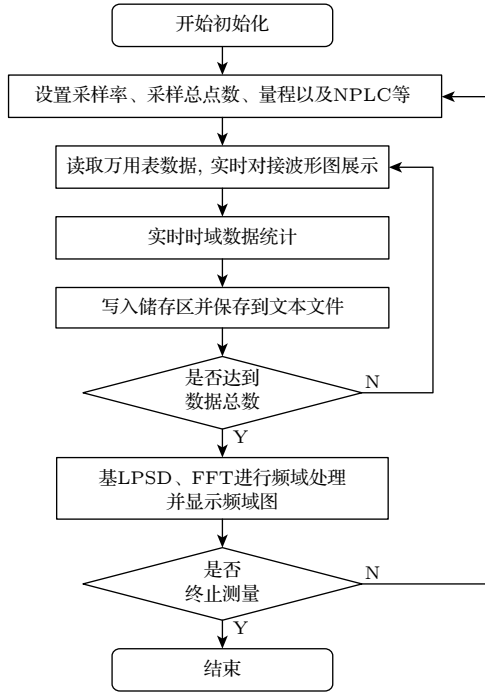 开始初始化
设置采样率、采样总点数、量程以及NPLC等
读取万用表数据, 实时对接波形图展示
实时时域数据统计
写入储存区并保存到文本文件
是否达到
数据总数
N
Y
基LPSD、FFT进行频域处理
并显示频域图
是否
终止测量
N
Y
结束